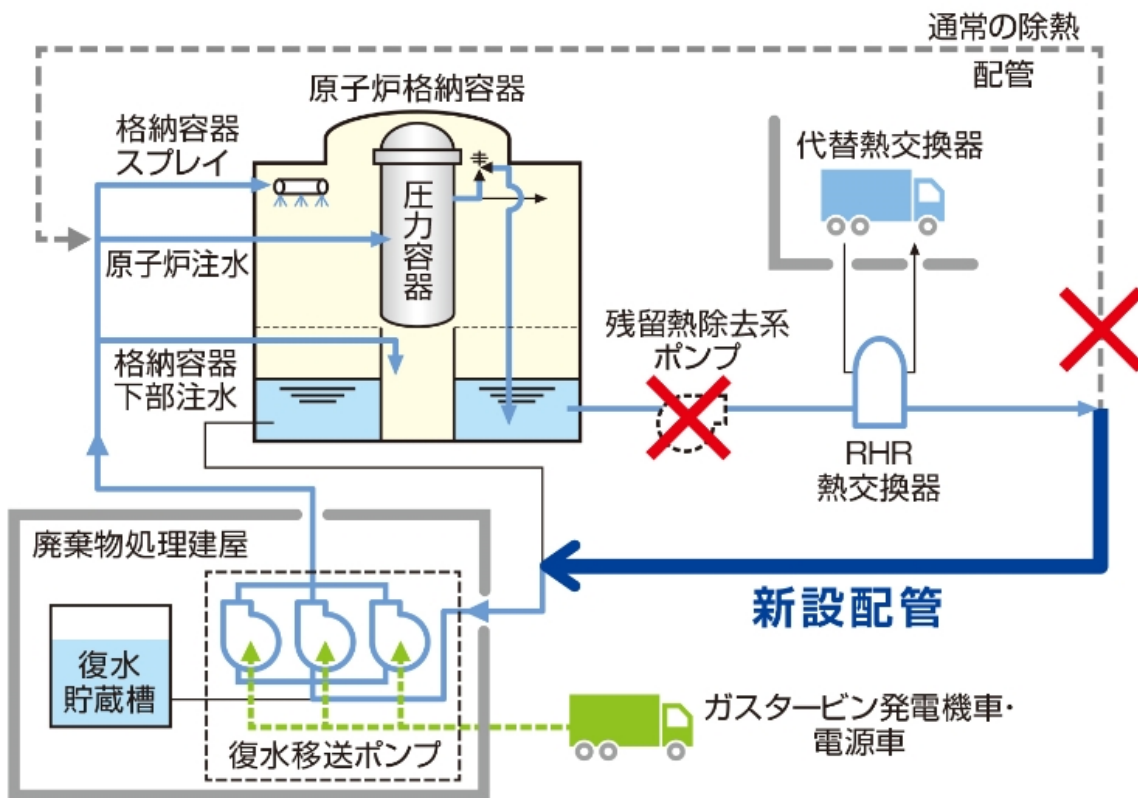 通常の除熱
配管
原子炉格納容器
格納容器
スプレイ
代替熱交換器
圧力容器
原子炉注水
残留熱除去系
ポンプ
格納容器
下部注水
RHR
熱交換器
廃棄物処理建屋
新設配管
復水
貯蔵槽
ガスタービン発電機車・
電源車
復水移送ポンプ